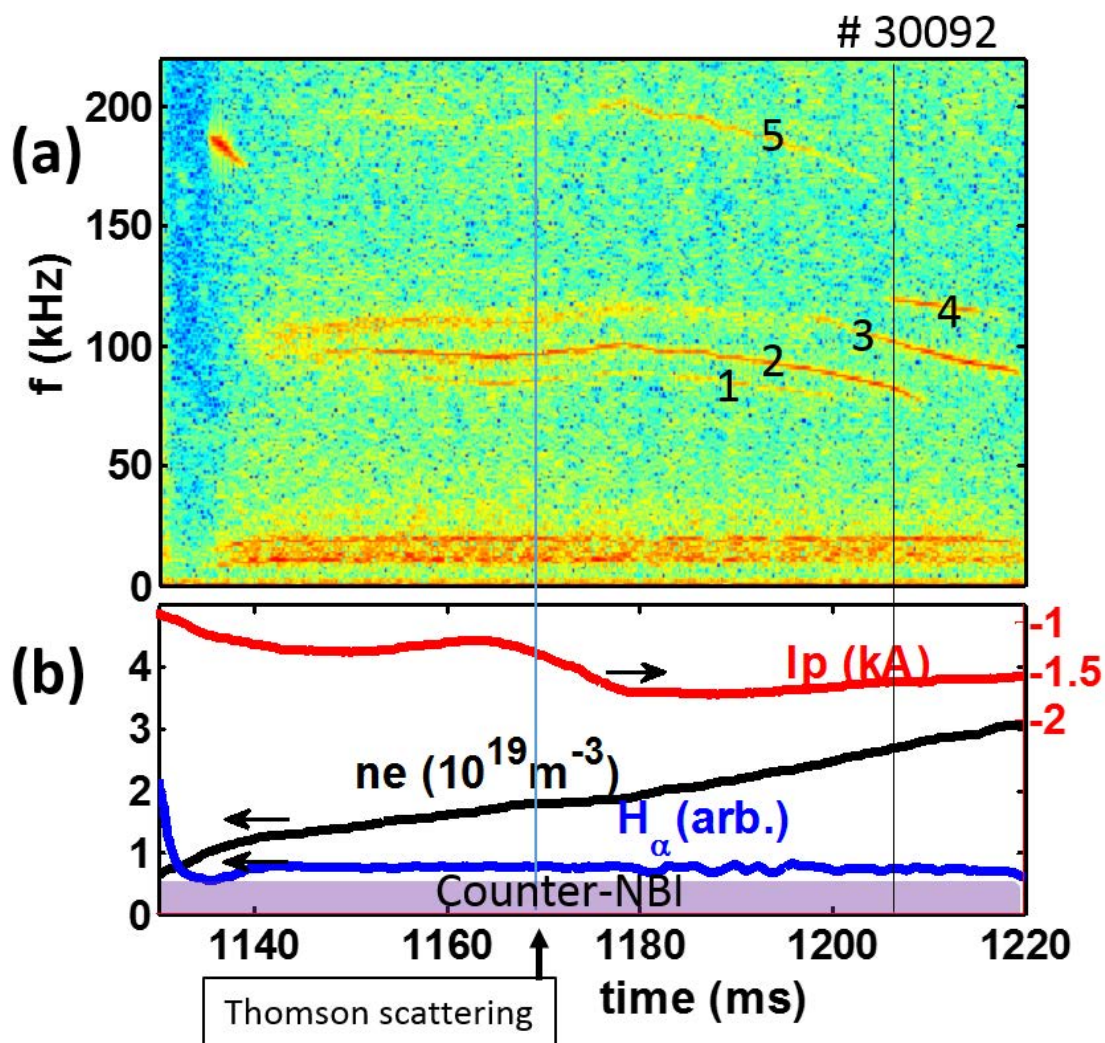 # 30092
(a)
f (kHz)
200
150
100
50
0
5
4
3
2
1
(b)
4
3
2
1
0
-1
-1.5
-2
Ip (kA)
ne (10^19 m^-3)
Hα (arb.)
Counter-NBI
1140 1160 1180 1200 1220
time (ms)
Thomson scattering